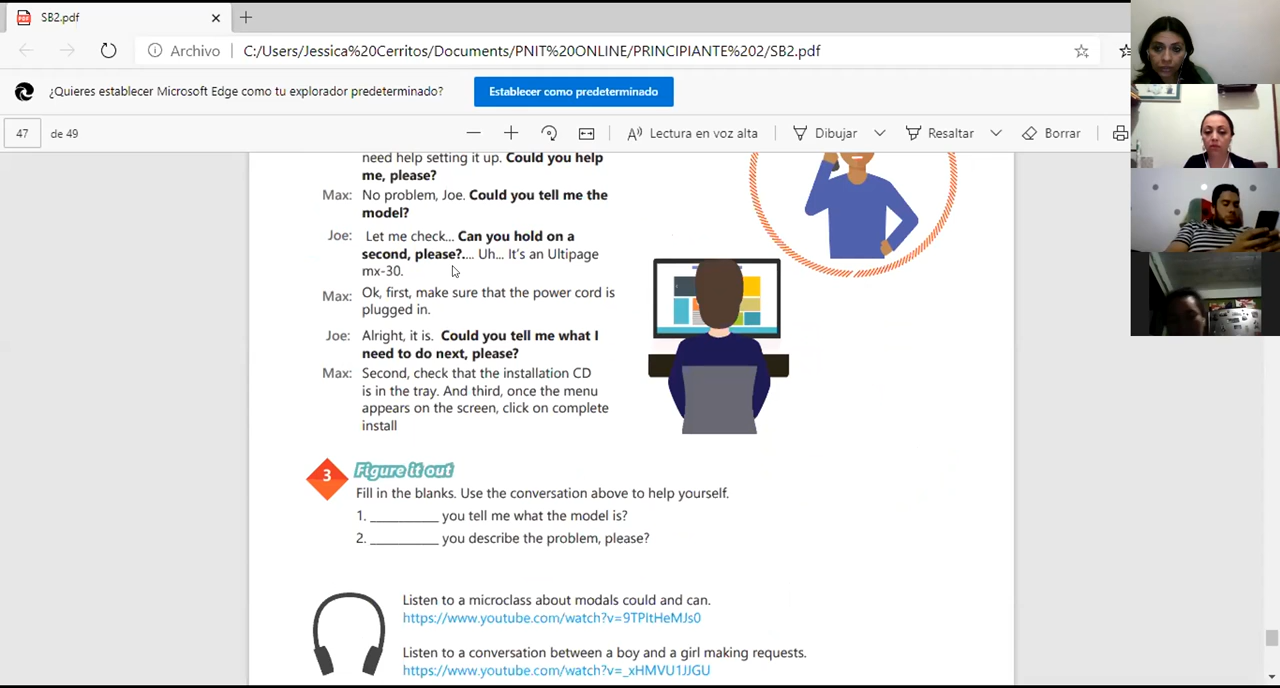 SB2.pdf
Archivo
C:/Users/Jessica%20Cerritos/Documents/PNIT%20ONLINE/PRINCIPIANTE%202/SB2.pdf
¿Quieres establecer Microsoft Edge como tu explorador predeterminado?
Establecer como predeterminado
47 de 49
Lectura en voz alta
Dibujar
Resaltar
Borrar
need help setting it up. Could you help
me, please?
Max: No problem, Joe. Could you tell me the
model?
Joe: Let me check... Can you hold on a
second, please?.... Uh... It's an Ultipage
mx-30.
Max: Ok, first, make sure that the power cord is
plugged in.
Joe: Alright, it is. Could you tell me what I
need to do next, please?
Max: Second, check that the installation CD
is in the tray. And third, once the menu
appears on the screen, click on complete
install
3 Figure it out
Fill in the blanks. Use the conversation above to help yourself.
1. __________ you tell me what the model is?
2. __________ you describe the problem, please?
Listen to a microclass about modals could and can.
https://www.youtube.com/watch?v=9TPItHeMJs0
Listen to a conversation between a boy and a girl making requests.
https://www.youtube.com/watch?v=_xHMVU1JJGU